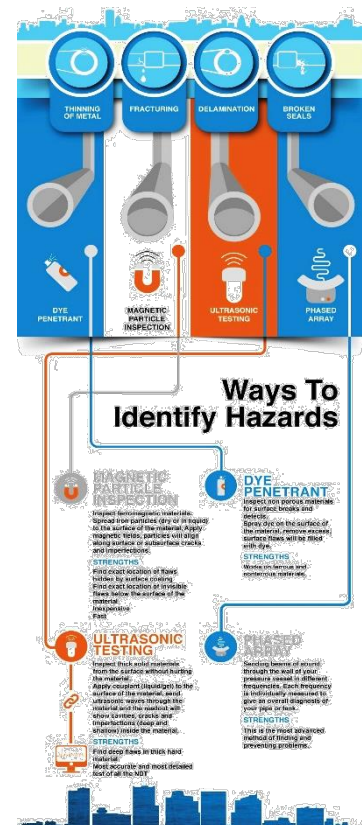 THINNING
OF METAL
FRACTURING
DELAMINATION
BROKEN
SEALS
DYE
PENETRANT
MAGNETIC
PARTICLE
INSPECTION
ULTRASONIC
TESTING
PHASED
ARRAY
Ways To
Identify Hazards
MAGNETIC
PARTICLE
INSPECTION
Inspect ferromagnetic materials.
Spread iron particles (dry or in liquid)
to the surface of the material. Apply
magnetic fields, particles will align
along surface or subsurface cracks
and imperfections.
STRENGTHS
Find exact location of flaws
hidden by surface coating
Find exact location of invisible
flaws below the surface of the
material
Inexpensive
Fast
DYE
PENETRANT
Inspect non porous materials
for surface breaks and
defects.
Spray dye on the surface of
the material, remove excess,
surface flaws will be filled
with dye.
STRENGTHS
Works on ferrous and
nonferrous materials.
ULTRASONIC
TESTING
Inspect thick solid materials
from the surface without hurting
the material.
Apply couplant (liquid/gel) to the
surface of the material, send
ultrasonic waves through the
material and the readout will
show cavities, cracks and
imperfections (deep and
shallow) inside the material.
STRENGTHS
Find deep flaws in thick hard
material
Most accurate and most detailed
test of all the NDT
PHASED
ARRAY
Sending beams of sound
through the wall of your
pressure vessel in different
frequencies. Each frequency
is individually measured to
give an overall diagnosis of
your pipe or tank.
STRENGTHS
This is the most advanced
method of finding and
preventing problems.